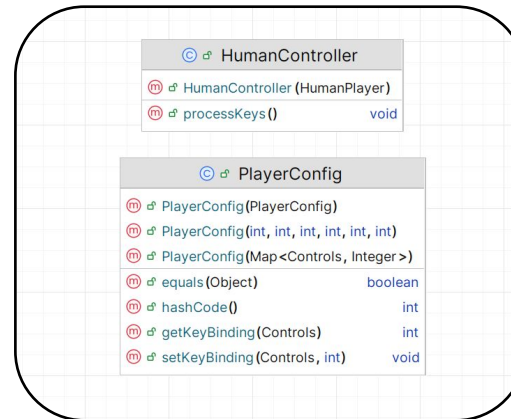 HumanController
HumanController(HumanPlayer)
processKeys() void
PlayerConfig
PlayerConfig(PlayerConfig)
PlayerConfig(int, int, int, int, int, int)
PlayerConfig(Map<Controls, Integer>)
equals(Object) boolean
hashCode() int
getKeyBinding(Controls) int
setKeyBinding(Controls, int) void